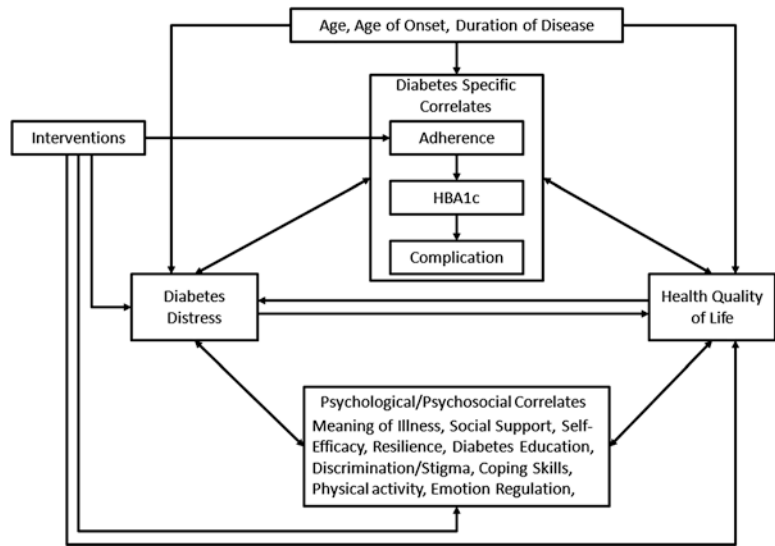 Age, Age of Onset, Duration of Disease
Diabetes Specific
Correlates
Interventions
Adherence
HBA1c
Complication
Diabetes
Distress
Health Quality
of Life
Psychological/Psychosocial Correlates
Meaning of Illness, Social Support, Self-
Efficacy, Resilience, Diabetes Education,
Discrimination/Stigma, Coping Skills,
Physical activity, Emotion Regulation,